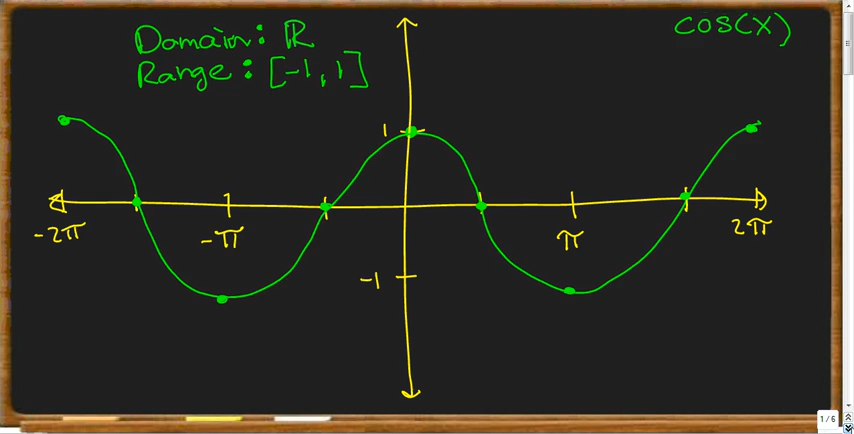 cos(x)
Domain: ℝ
Range: [-1, 1]
1
-2π
-π
π
2π
-1
1 / 6